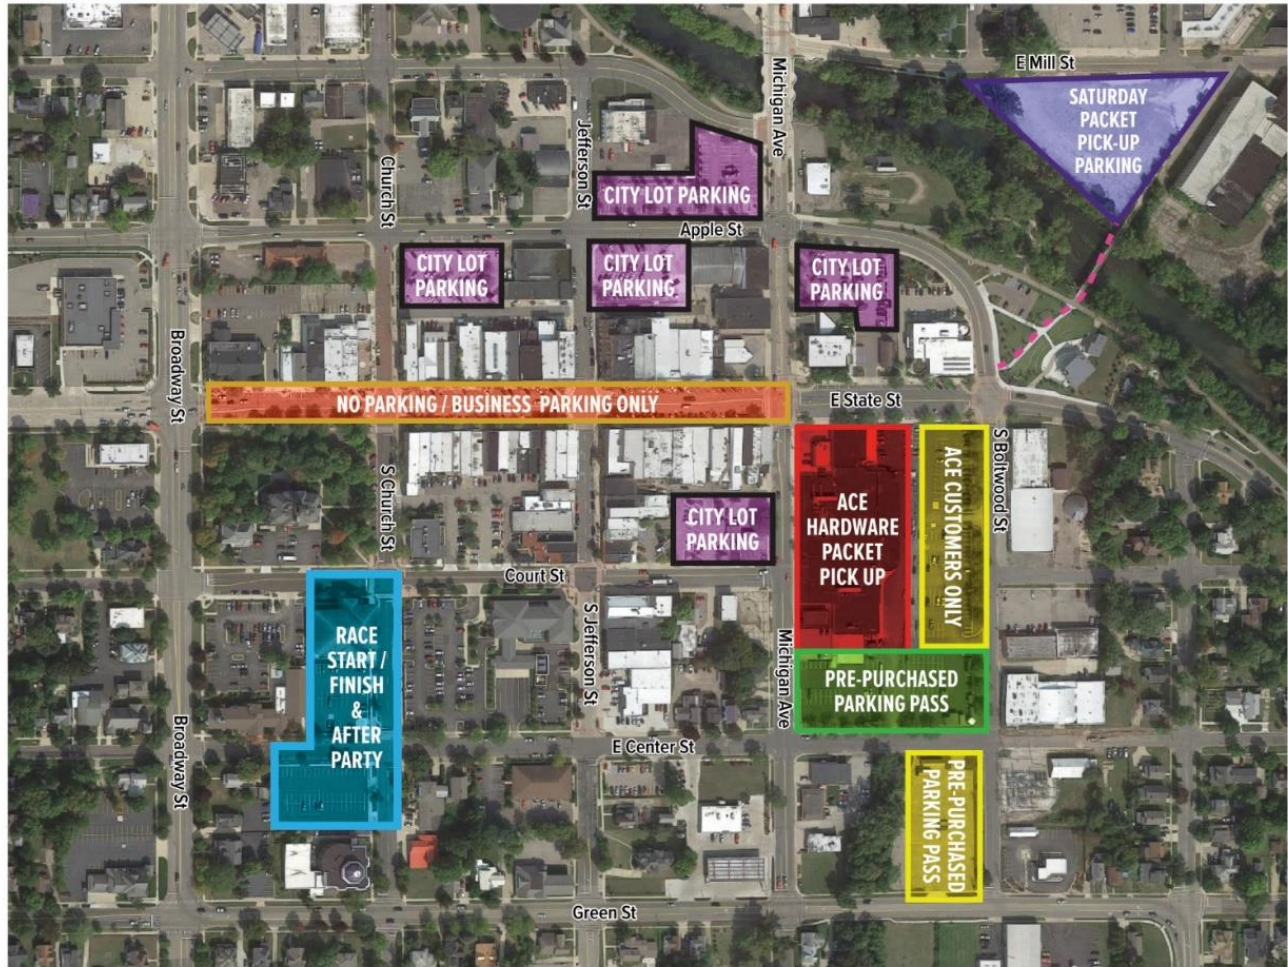 E Mill St
SATURDAY
PACKET
PICK-UP
PARKING
Michigan Ave
Jefferson St
Church St
CITY LOT PARKING
Apple St
CITY LOT
PARKING
CITY LOT
PARKING
CITY LOT
PARKING
Broadway St
NO PARKING / BUSINESS PARKING ONLY
E State St
S Church St
CITY LOT
PARKING
ACE
HARDWARE
PACKET
PICK UP
ACE CUSTOMERS ONLY
S Boltwood St
Court St
RACE
START /
FINISH
&
AFTER
PARTY
S Jefferson St
Michigan Ave
PRE-PURCHASED
PARKING PASS
Broadway St
E Center St
PRE-PURCHASED
PARKING PASS
Green St